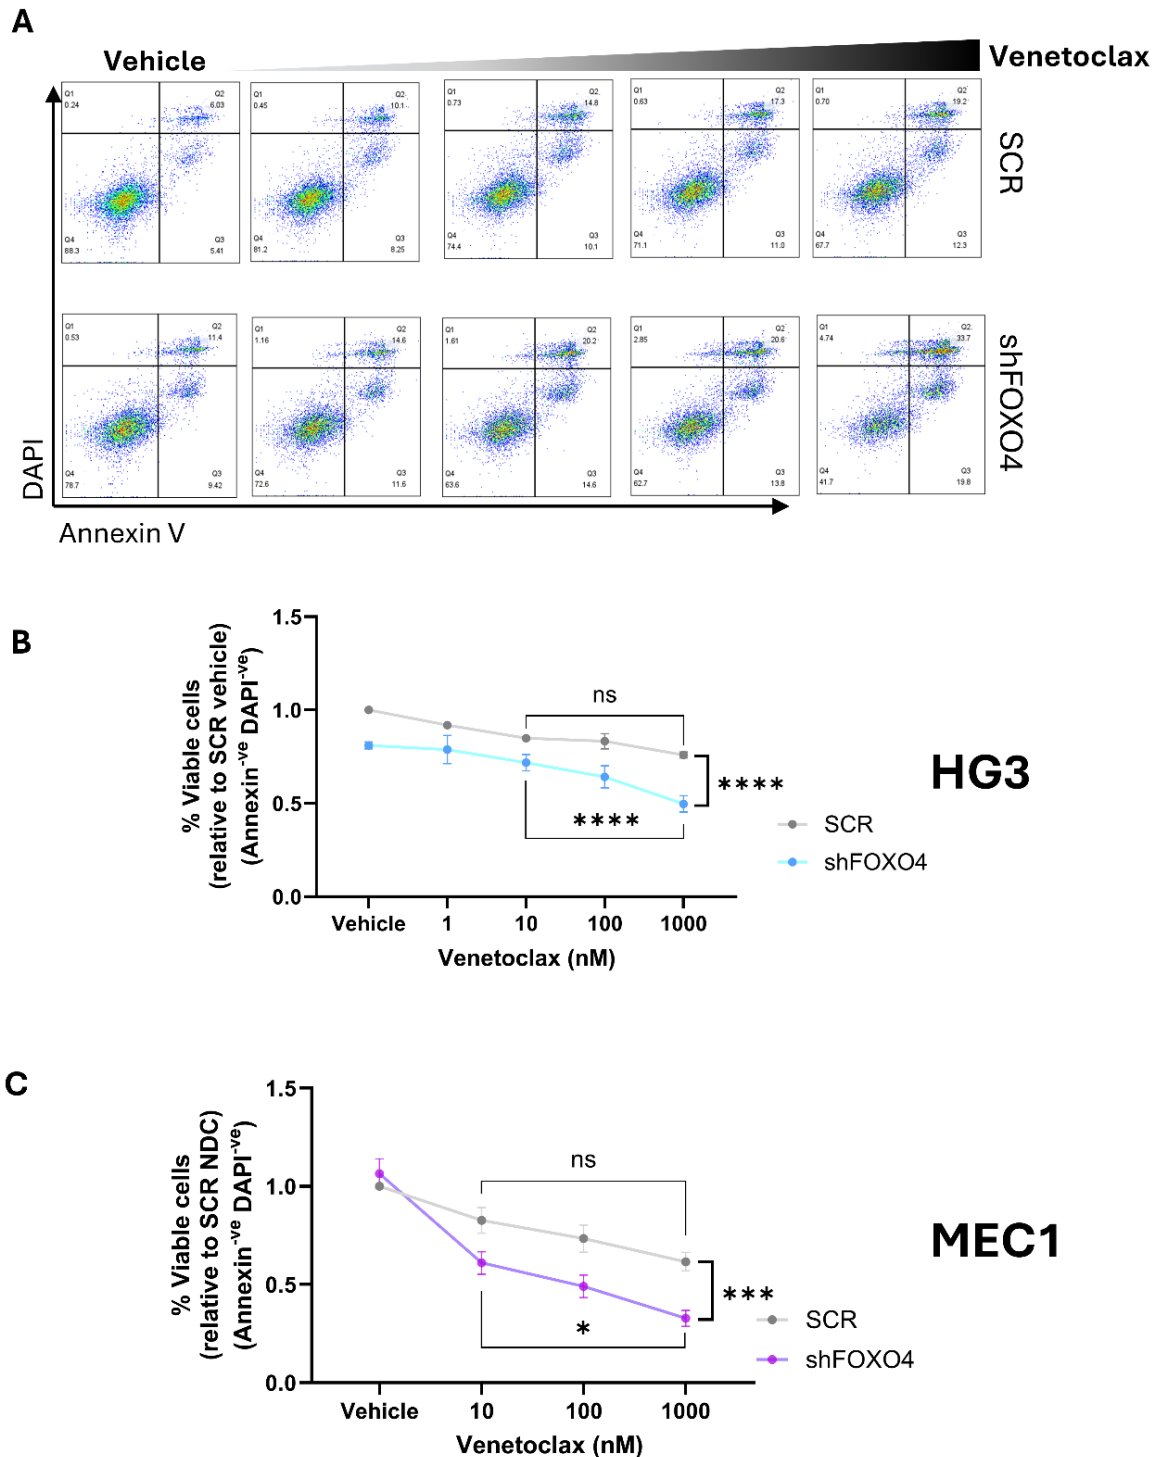 A
Vehicle
Venetoclax
Q1
0.24
Q2
6.03
Q4
88.3
Q3
5.41
Q1
0.45
Q2
10.1
Q4
81.2
Q3
8.25
Q1
0.73
Q2
14.8
Q4
74.4
Q3
10.1
Q1
0.63
Q2
17.3
Q4
71.1
Q3
11.0
Q1
0.70
Q2
19.2
Q4
67.7
Q3
12.3
SCR
Q1
0.53
Q2
11.4
Q4
78.7
Q3
9.42
Q1
1.16
Q2
14.6
Q4
72.6
Q3
11.6
Q1
1.61
Q2
20.2
Q4
63.6
Q3
14.6
Q1
2.85
Q2
20.6
Q4
62.7
Q3
13.8
Q1
4.74
Q2
33.7
Q4
41.7
Q3
19.8
shFOXO4
DAPI
Annexin V
B
% Viable cells
(relative to SCR vehicle)
(Annexin-ve DAPI-ve)
1.5
1.0
0.5
0.0
ns
****
****
SCR
shFOXO4
HG3
Vehicle 1 10 100 1000
Venetoclax (nM)
C
% Viable cells
(relative to SCR NDC)
(Annexin-ve DAPI-ve)
1.5
1.0
0.5
0.0
ns
***
*
SCR
shFOXO4
MEC1
Vehicle 10 100 1000
Venetoclax (nM)